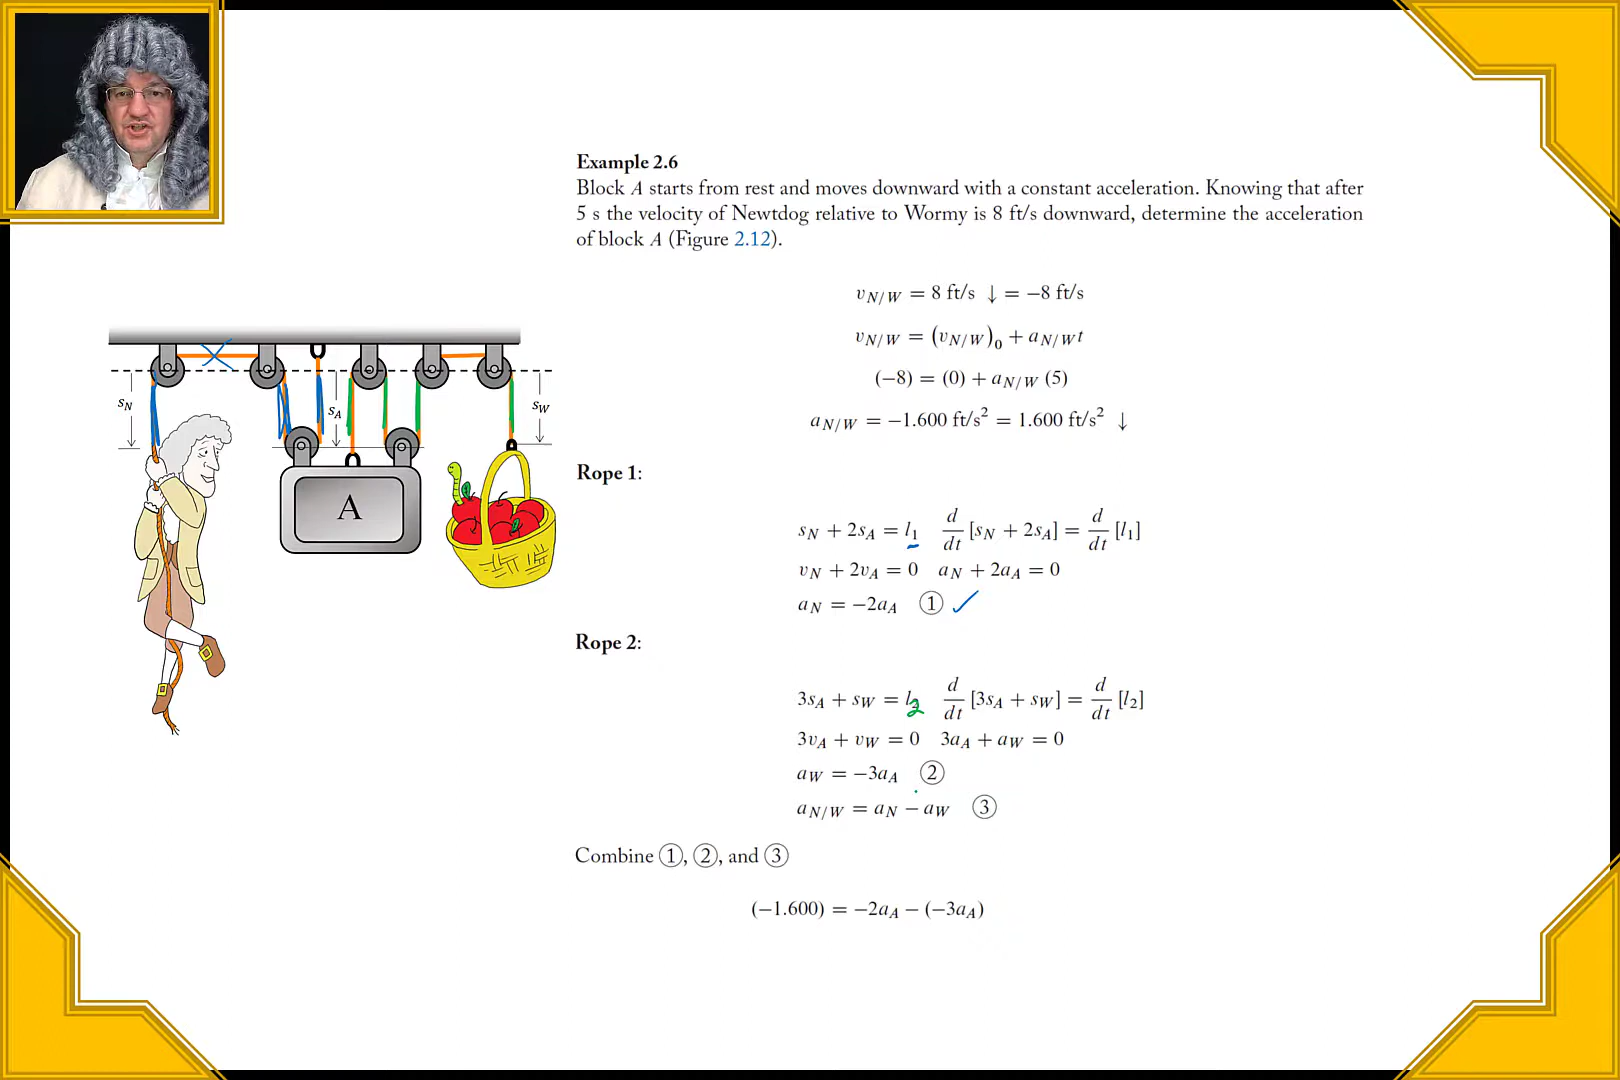 Example 2.6
Block A starts from rest and moves downward with a constant acceleration. Knowing that after
5 s the velocity of Newtdog relative to Wormy is 8 ft/s downward, determine the acceleration
of block A (Figure 2.12).
v_{N/W} = 8 ft/s ↓ = −8 ft/s
v_{N/W} = (v_{N/W})_0 + a_{N/W} t
(−8) = (0) + a_{N/W} (5)
a_{N/W} = −1.600 ft/s² = 1.600 ft/s² ↓
s_N
s_A
s_W
A
Rope 1:
s_N + 2s_A = l_1 d/dt [s_N + 2s_A] = d/dt [l_1]
v_N + 2v_A = 0 a_N + 2a_A = 0
a_N = −2a_A ① ✓
Rope 2:
3s_A + s_W = l_2 d/dt [3s_A + s_W] = d/dt [l_2]
3v_A + v_W = 0 3a_A + a_W = 0
a_W = −3a_A ②
a_{N/W} = a_N − a_W ③
Combine ①, ②, and ③
(−1.600) = −2a_A − (−3a_A)